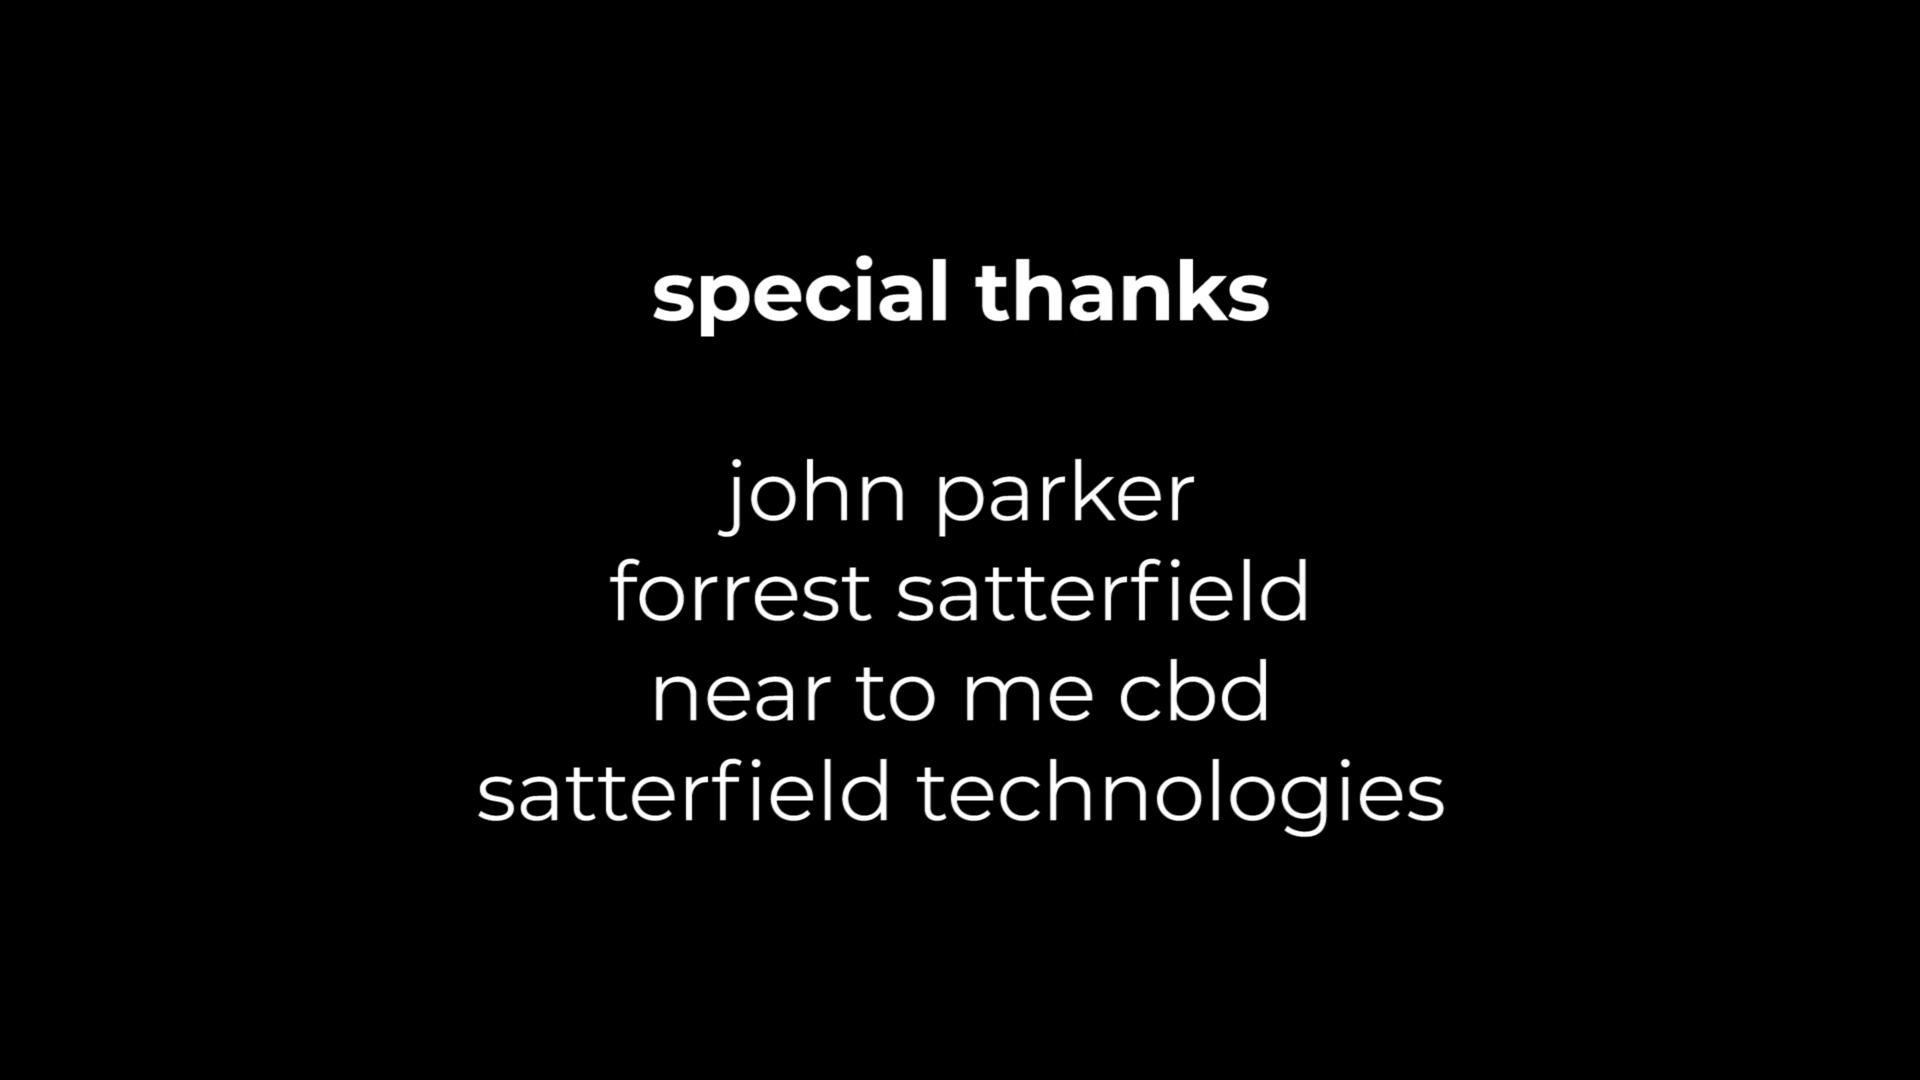 special thanks
john parker
forrest satterfield
near to me cbd
satterfield technologies